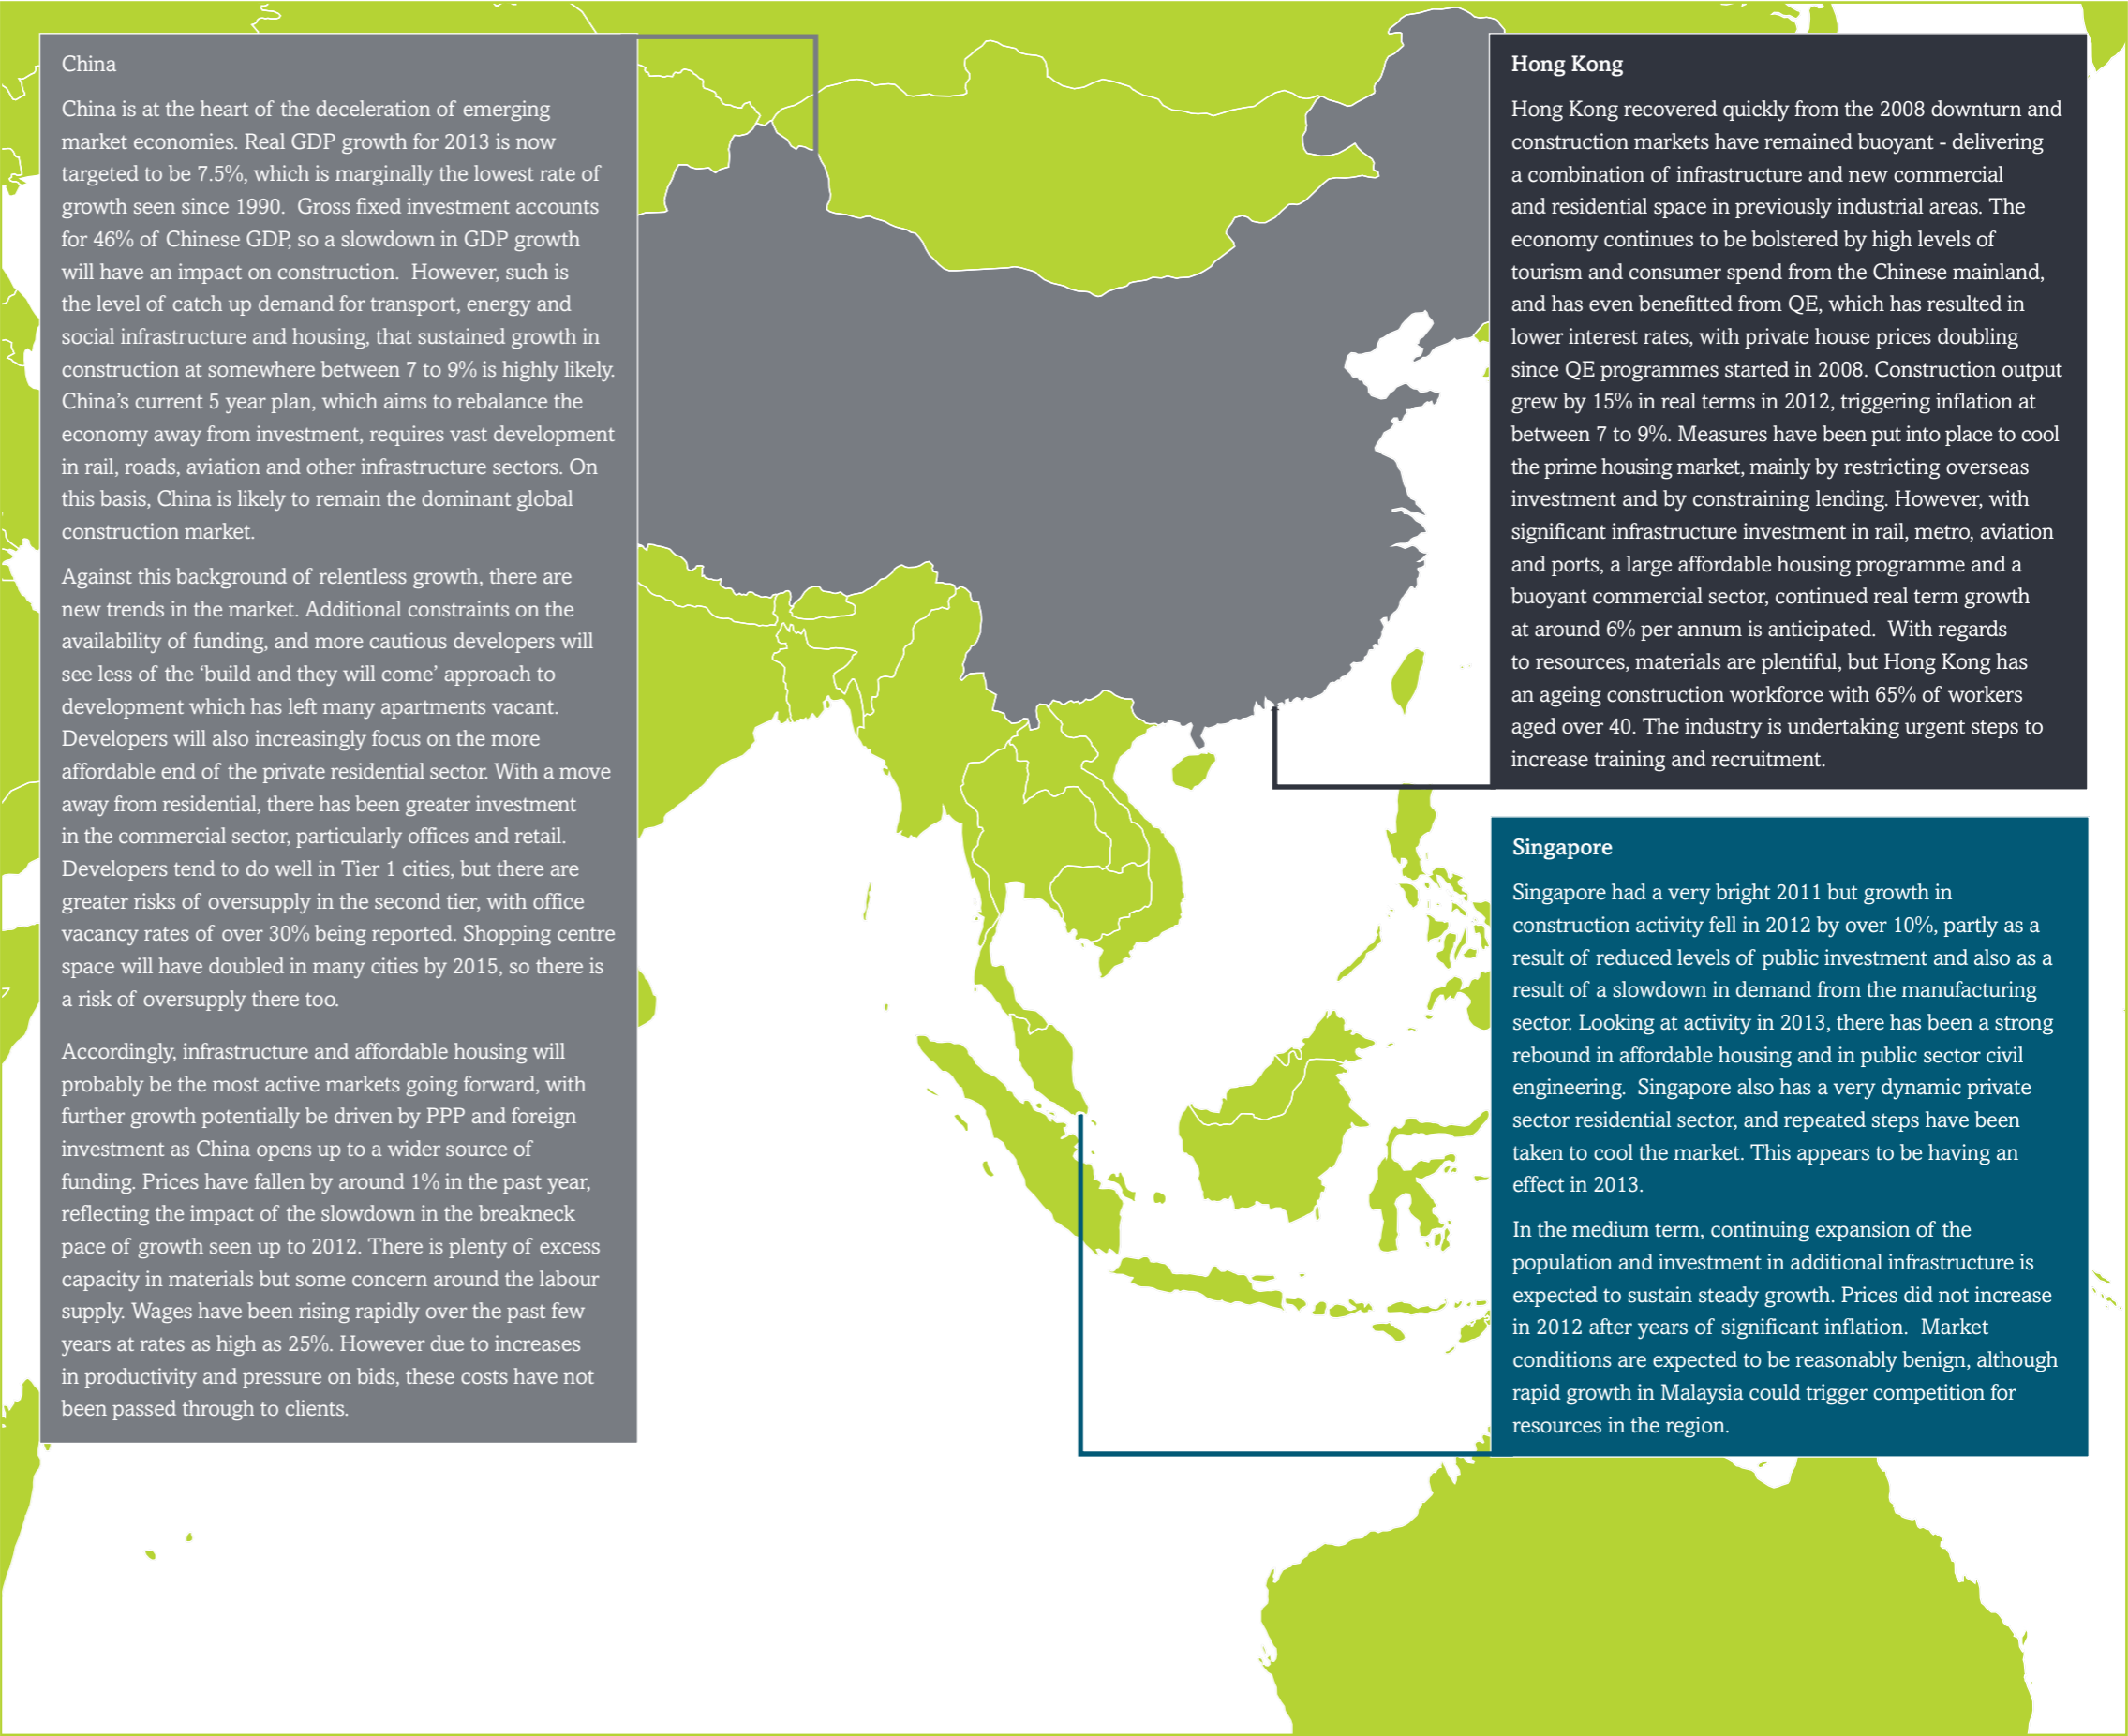 China
China is at the heart of the deceleration of emerging
market economies. Real GDP growth for 2013 is now
targeted to be 7.5%, which is marginally the lowest rate of
growth seen since 1990.  Gross fixed investment accounts
for 46% of Chinese GDP, so a slowdown in GDP growth
will have an impact on construction.  However, such is
the level of catch up demand for transport, energy and
social infrastructure and housing, that sustained growth in
construction at somewhere between 7 to 9% is highly likely.
China’s current 5 year plan, which aims to rebalance the
economy away from investment, requires vast development
in rail, roads, aviation and other infrastructure sectors. On
this basis, China is likely to remain the dominant global
construction market.
Against this background of relentless growth, there are
new trends in the market. Additional constraints on the
availability of funding, and more cautious developers will
see less of the ‘build and they will come’ approach to
development which has left many apartments vacant.
Developers will also increasingly focus on the more
affordable end of the private residential sector. With a move
away from residential, there has been greater investment
in the commercial sector, particularly offices and retail.
Developers tend to do well in Tier 1 cities, but there are
greater risks of oversupply in the second tier, with office
vacancy rates of over 30% being reported. Shopping centre
space will have doubled in many cities by 2015, so there is
a risk of oversupply there too.
Accordingly, infrastructure and affordable housing will
probably be the most active markets going forward, with
further growth potentially be driven by PPP and foreign
investment as China opens up to a wider source of
funding. Prices have fallen by around 1% in the past year,
reflecting the impact of the slowdown in the breakneck
pace of growth seen up to 2012. There is plenty of excess
capacity in materials but some concern around the labour
supply. Wages have been rising rapidly over the past few
years at rates as high as 25%. However due to increases
in productivity and pressure on bids, these costs have not
been passed through to clients.
Hong Kong
Hong Kong recovered quickly from the 2008 downturn and
construction markets have remained buoyant - delivering
a combination of infrastructure and new commercial
and residential space in previously industrial areas. The
economy continues to be bolstered by high levels of
tourism and consumer spend from the Chinese mainland,
and has even benefitted from QE, which has resulted in
lower interest rates, with private house prices doubling
since QE programmes started in 2008. Construction output
grew by 15% in real terms in 2012, triggering inflation at
between 7 to 9%. Measures have been put into place to cool
the prime housing market, mainly by restricting overseas
investment and by constraining lending. However, with
significant infrastructure investment in rail, metro, aviation
and ports, a large affordable housing programme and a
buoyant commercial sector, continued real term growth
at around 6% per annum is anticipated.  With regards
to resources, materials are plentiful, but Hong Kong has
an ageing construction workforce with 65% of workers
aged over 40. The industry is undertaking urgent steps to
increase training and recruitment.
Singapore
Singapore had a very bright 2011 but growth in
construction activity fell in 2012 by over 10%, partly as a
result of reduced levels of public investment and also as a
result of a slowdown in demand from the manufacturing
sector. Looking at activity in 2013, there has been a strong
rebound in affordable housing and in public sector civil
engineering.  Singapore also has a very dynamic private
sector residential sector, and repeated steps have been
taken to cool the market. This appears to be having an
effect in 2013.
In the medium term, continuing expansion of the
population and investment in additional infrastructure is
expected to sustain steady growth. Prices did not increase
in 2012 after years of significant inflation.  Market
conditions are expected to be reasonably benign, although
rapid growth in Malaysia could trigger competition for
resources in the region.